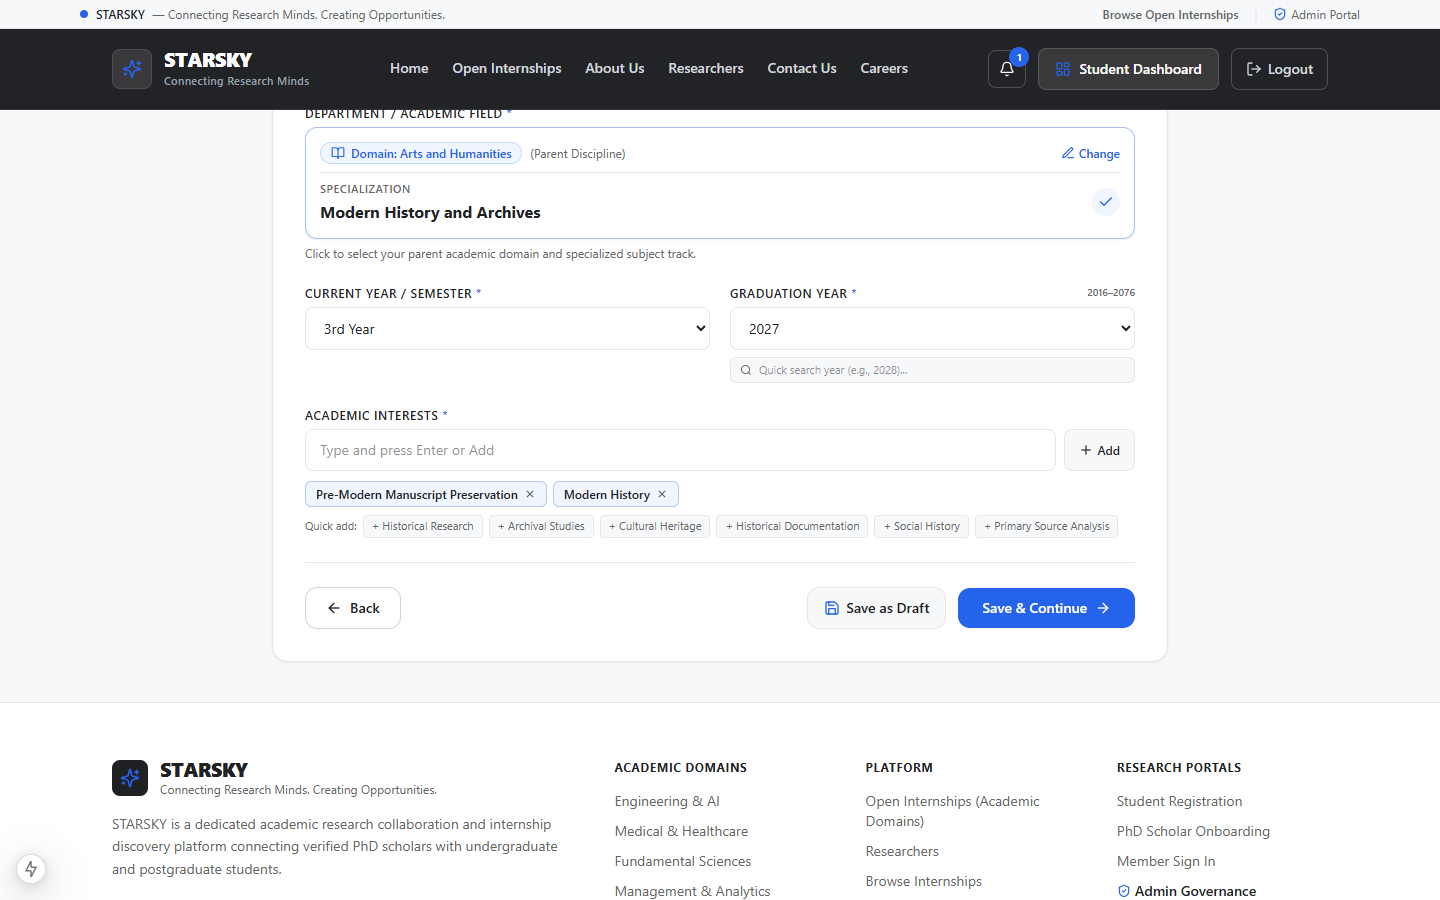 STARSKY — Connecting Research Minds. Creating Opportunities.
Browse Open Internships | Admin Portal
STARSKY
Connecting Research Minds
Home Open Internships About Us Researchers Contact Us Careers
1
Student Dashboard
Logout
DEPARTMENT / ACADEMIC FIELD *
Domain: Arts and Humanities (Parent Discipline)
Change
SPECIALIZATION
Modern History and Archives
Click to select your parent academic domain and specialized subject track.
CURRENT YEAR / SEMESTER *
3rd Year
GRADUATION YEAR * 2016–2076
2027
Quick search year (e.g., 2028)...
ACADEMIC INTERESTS *
Type and press Enter or Add
+ Add
Pre-Modern Manuscript Preservation ✕ Modern History ✕
Quick add: + Historical Research + Archival Studies + Cultural Heritage + Historical Documentation + Social History + Primary Source Analysis
← Back
Save as Draft
Save & Continue →
STARSKY
Connecting Research Minds. Creating Opportunities.
STARSKY is a dedicated academic research collaboration and internship
discovery platform connecting verified PhD scholars with undergraduate
and postgraduate students.
ACADEMIC DOMAINS
Engineering & AI
Medical & Healthcare
Fundamental Sciences
Management & Analytics
PLATFORM
Open Internships (Academic
Domains)
Researchers
Browse Internships
RESEARCH PORTALS
Student Registration
PhD Scholar Onboarding
Member Sign In
Admin Governance